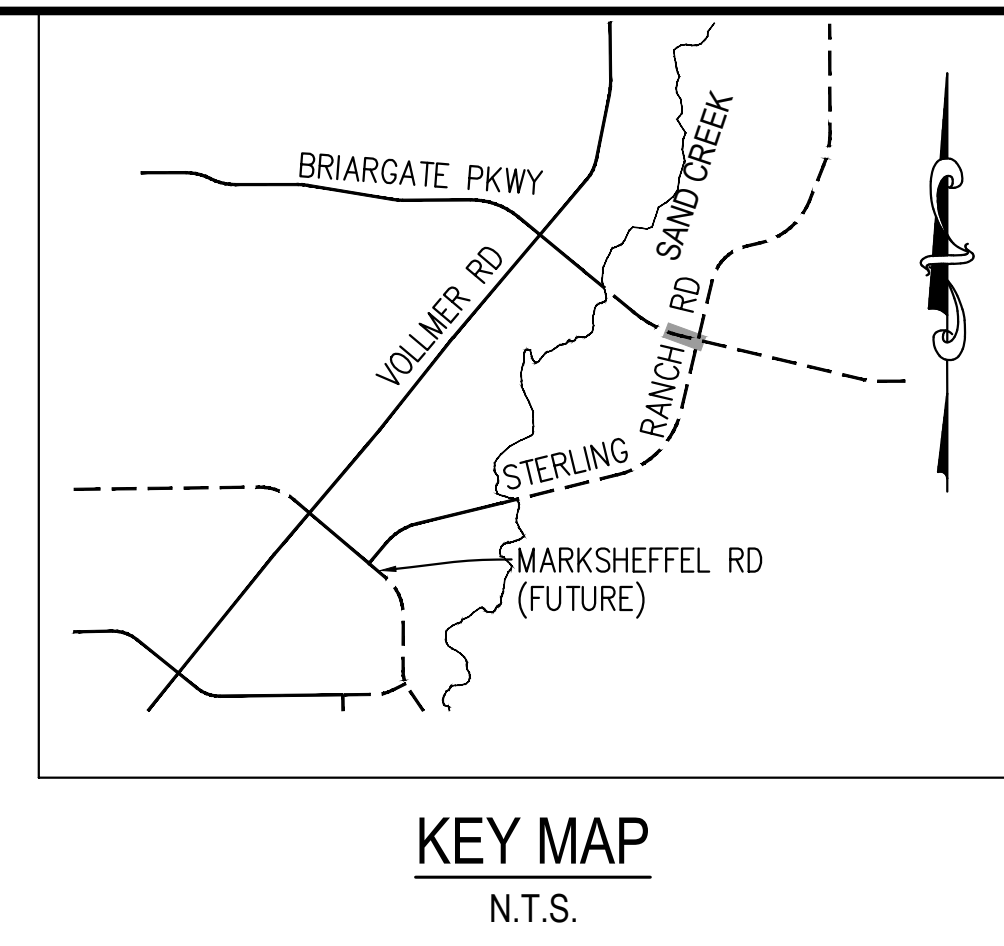 BRIARGATE PKWY
SAND CREEK
VOLLMER RD
STERLING RANCH RD
MARKSHEFFEL RD
(FUTURE)
KEY MAP
N.T.S.